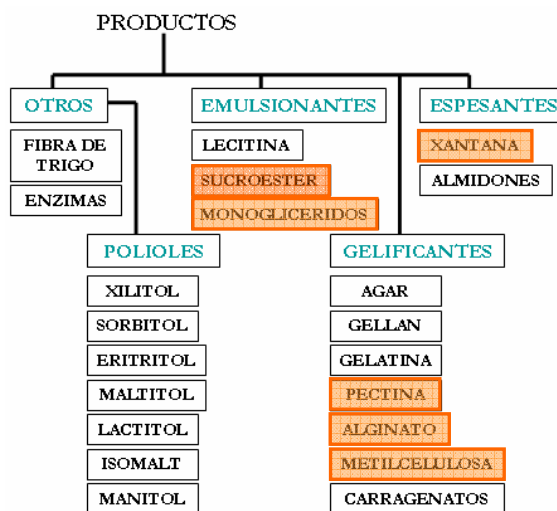 PRODUCTOS
OTROS
FIBRA DE
TRIGO
ENZIMAS
EMULSIONANTES
LECITINA
SUCROESTER
MONOGLICERIDOS
ESPESANTES
XANTANA
ALMIDONES
POLIOLES
XILITOL
SORBITOL
ERITRITOL
MALTITOL
LACTITOL
ISOMALT
MANITOL
GELIFICANTES
AGAR
GELLAN
GELATINA
PECTINA
ALGINATO
METILCELULOSA
CARRAGENATOS